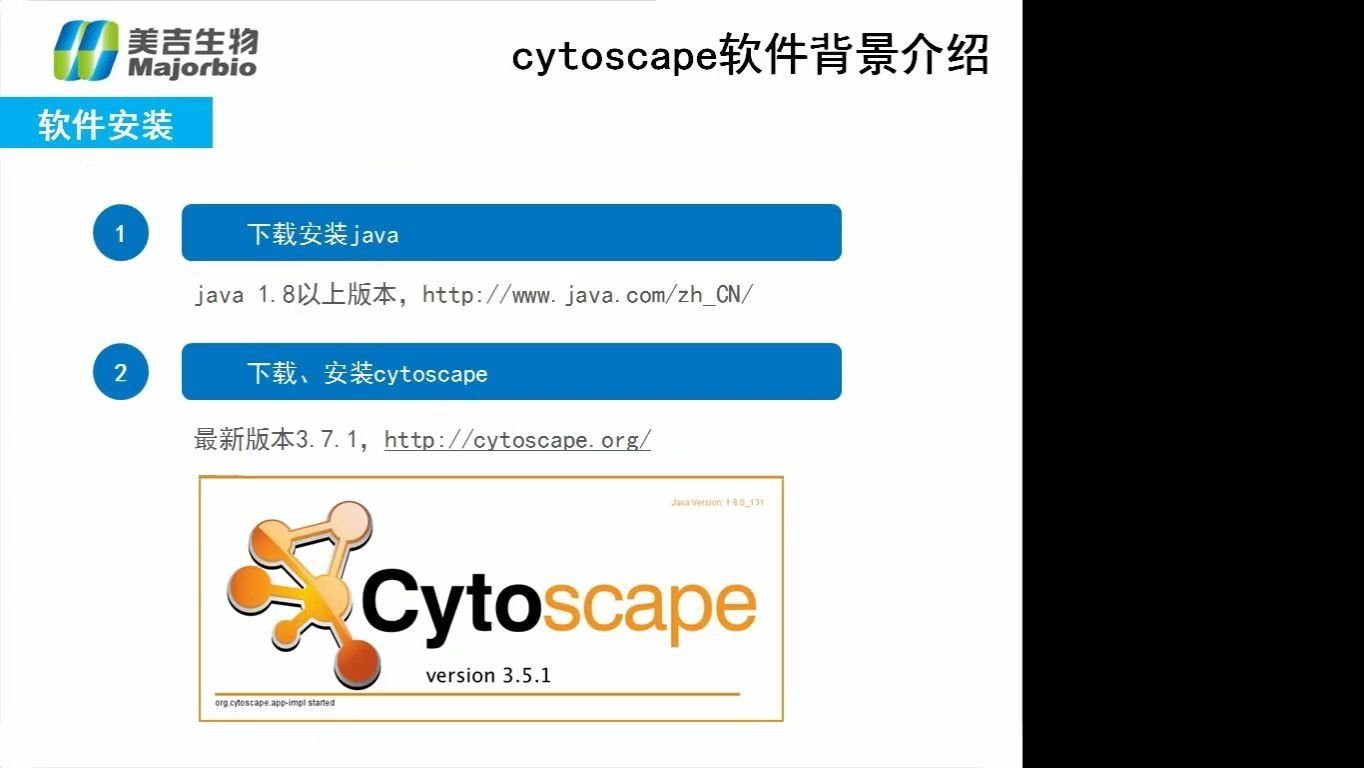 美吉生物
Majorbio
cytoscape软件背景介绍
软件安装
1
下载安装java
java 1.8以上版本，http://www.java.com/zh_CN/
2
下载、安装cytoscape
最新版本3.7.1，http://cytoscape.org/
Java Version: 1.8.0_131
Cytoscape
version 3.5.1
org.cytoscape.app-impl started